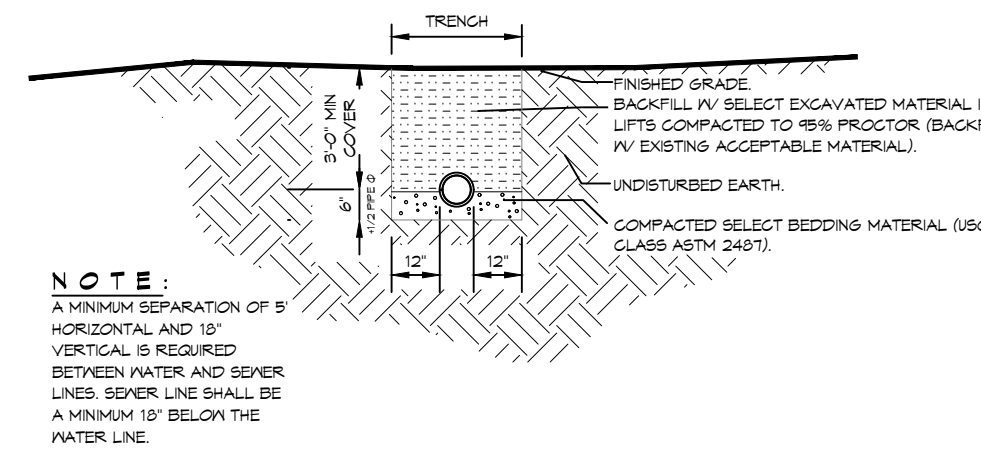 TRENCH
FINISHED GRADE.
BACKFILL W/ SELECT EXCAVATED MATERIAL I
LIFTS COMPACTED TO 95% PROCTOR (BACKF
W/ EXISTING ACCEPTABLE MATERIAL).
3'-0" MIN
COVER
UNDISTURBED EARTH.
6"
+1/2 PIPE Φ
COMPACTED SELECT BEDDING MATERIAL (USC
CLASS ASTM 2487).
12" 12"
NOTE:
A MINIMUM SEPARATION OF 5'
HORIZONTAL AND 18"
VERTICAL IS REQUIRED
BETWEEN WATER AND SEWER
LINES. SEWER LINE SHALL BE
A MINIMUM 18" BELOW THE
WATER LINE.